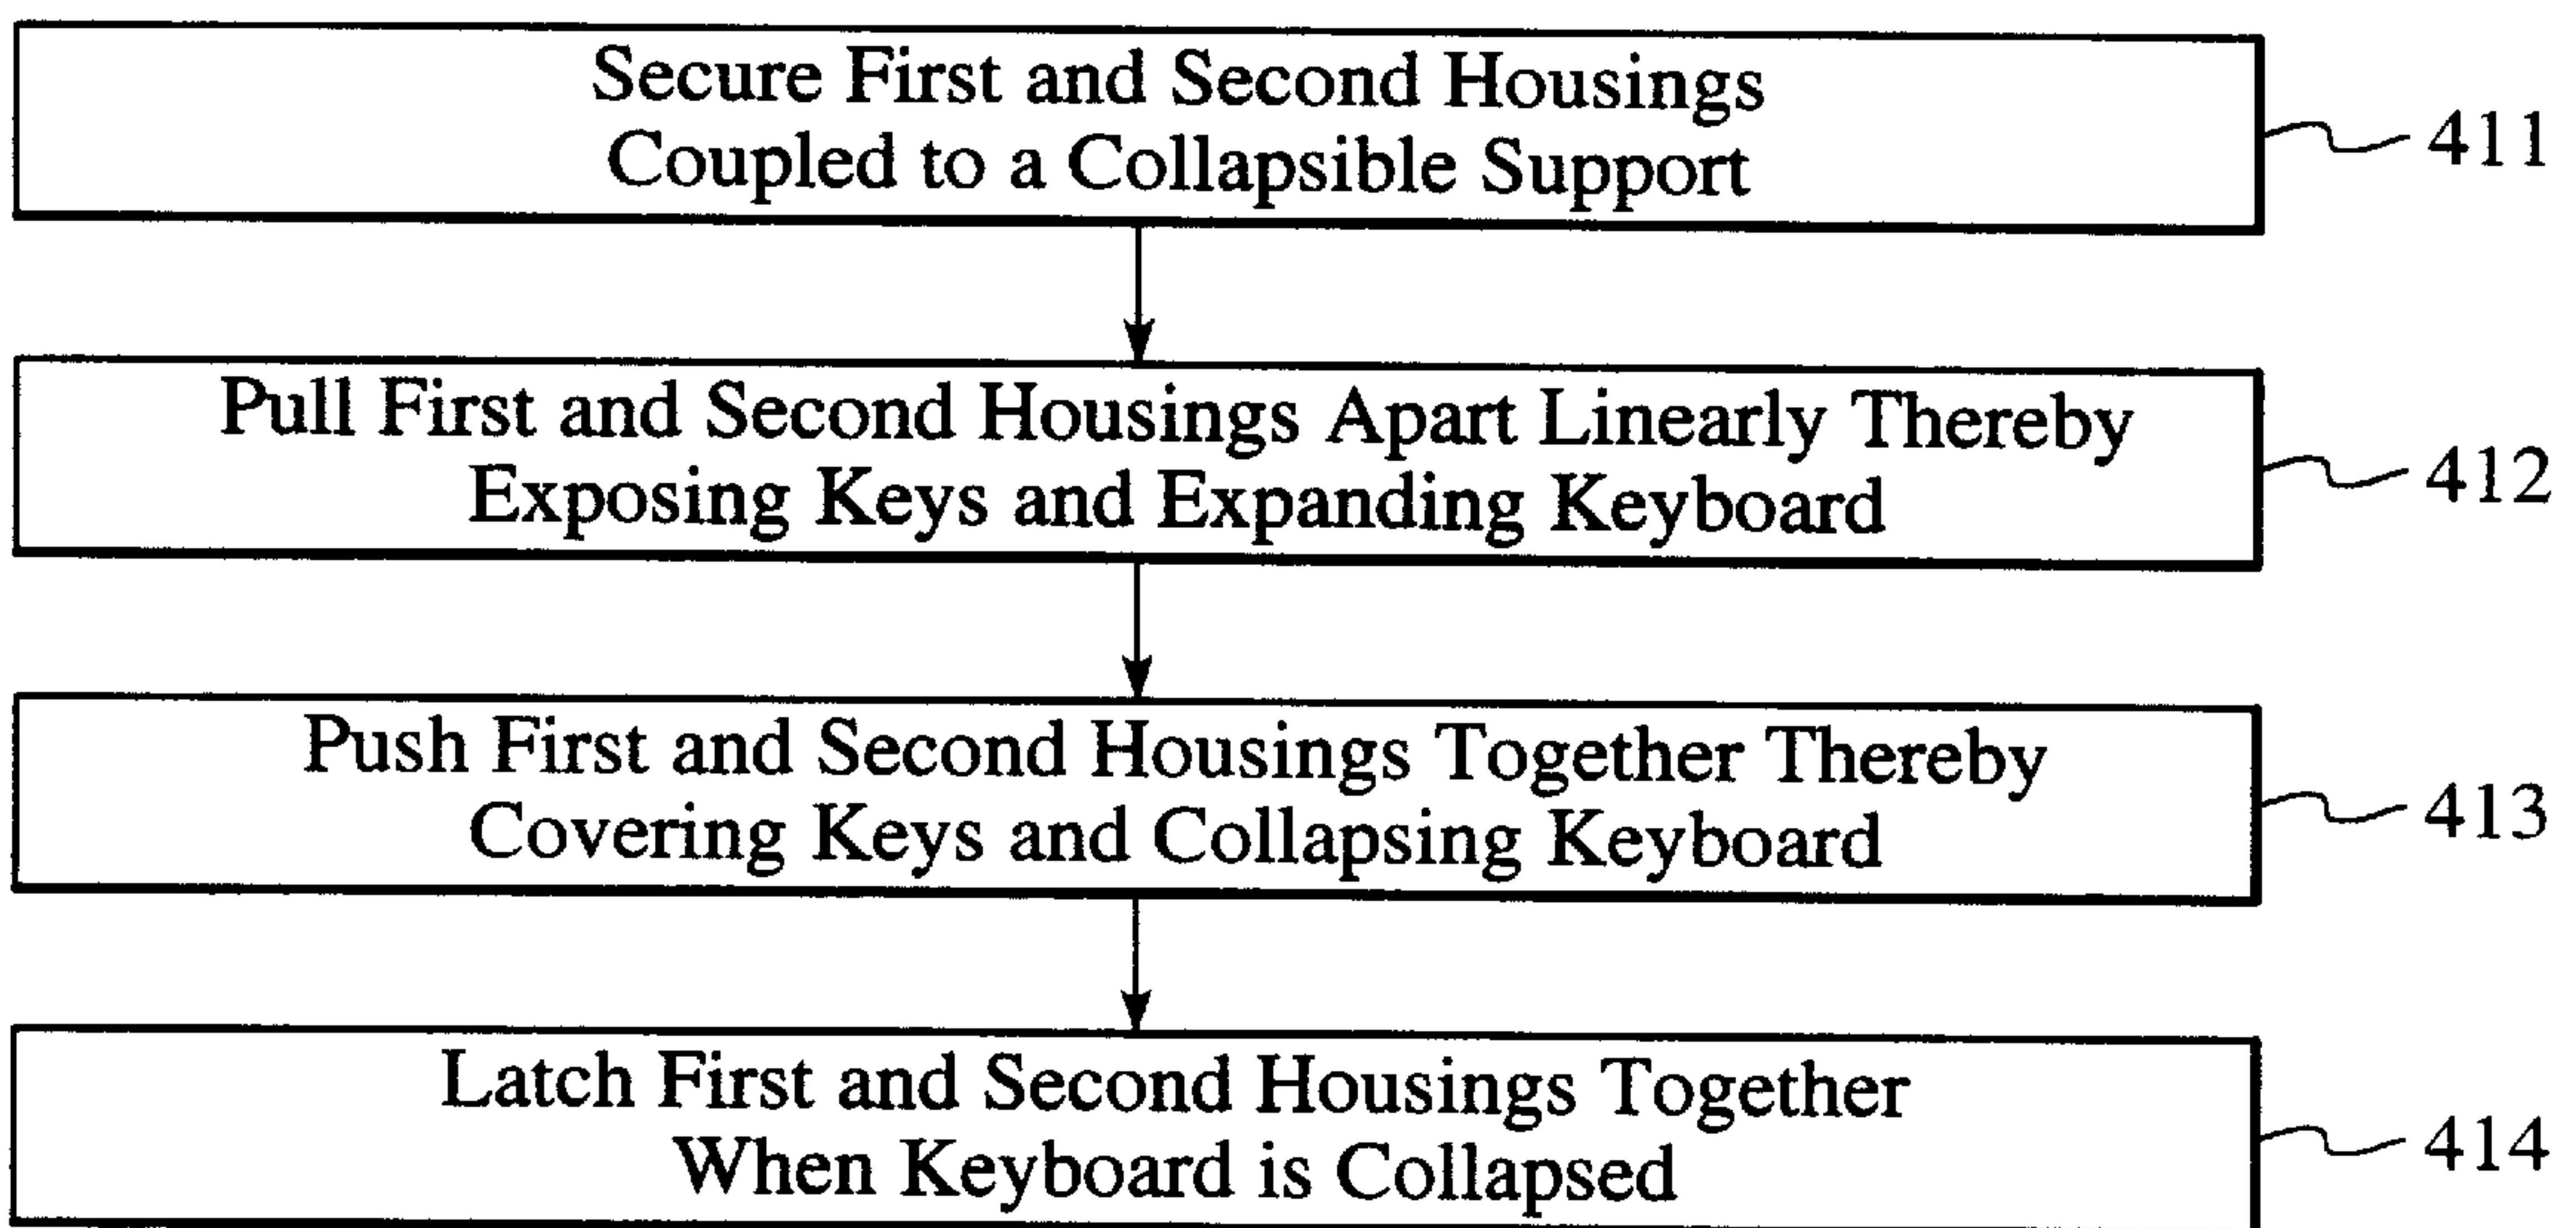 Secure First and Second Housings
Coupled to a Collapsible Support
411
Pull First and Second Housings Apart Linearly Thereby
Exposing Keys and Expanding Keyboard
412
Push First and Second Housings Together Thereby
Covering Keys and Collapsing Keyboard
413
Latch First and Second Housings Together
When Keyboard is Collapsed
414